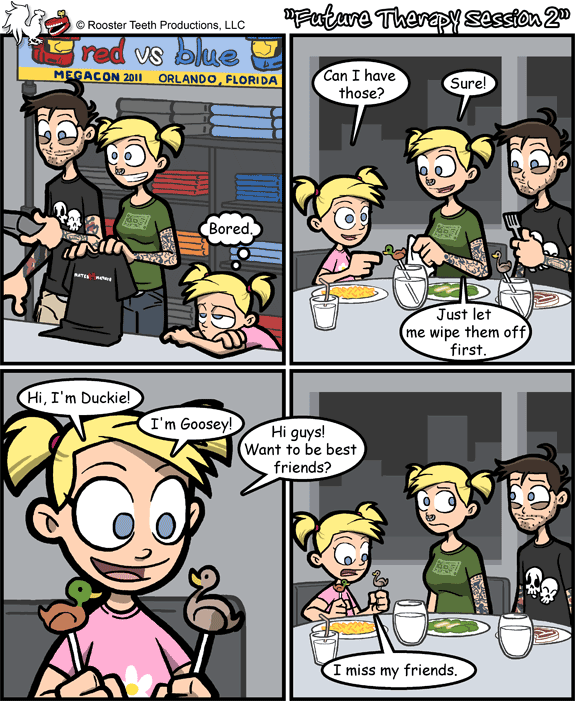 © Rooster Teeth Productions, LLC
"Future Therapy Session 2"
red vs blue
MEGACON 2011 ORLANDO, FLORIDA
Bored.
Can I have
those?
Sure!
Just let
me wipe them off
first.
Hi, I'm Duckie!
I'm Goosey!
Hi guys!
Want to be best
friends?
I miss my friends.